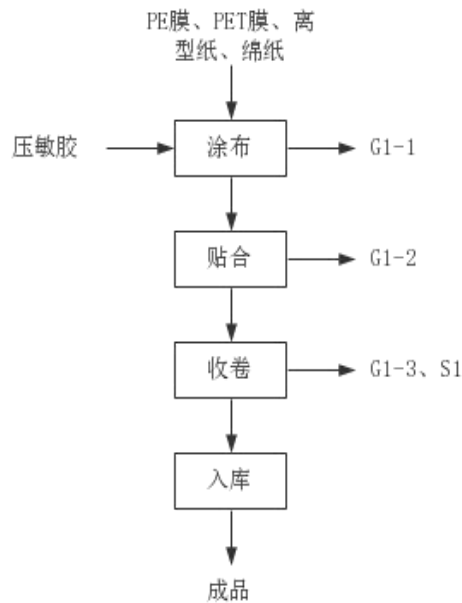 PE膜、PET膜、离
型纸、绵纸
压敏胶
涂布
G1-1
贴合
G1-2
收卷
G1-3、S1
入库
成品